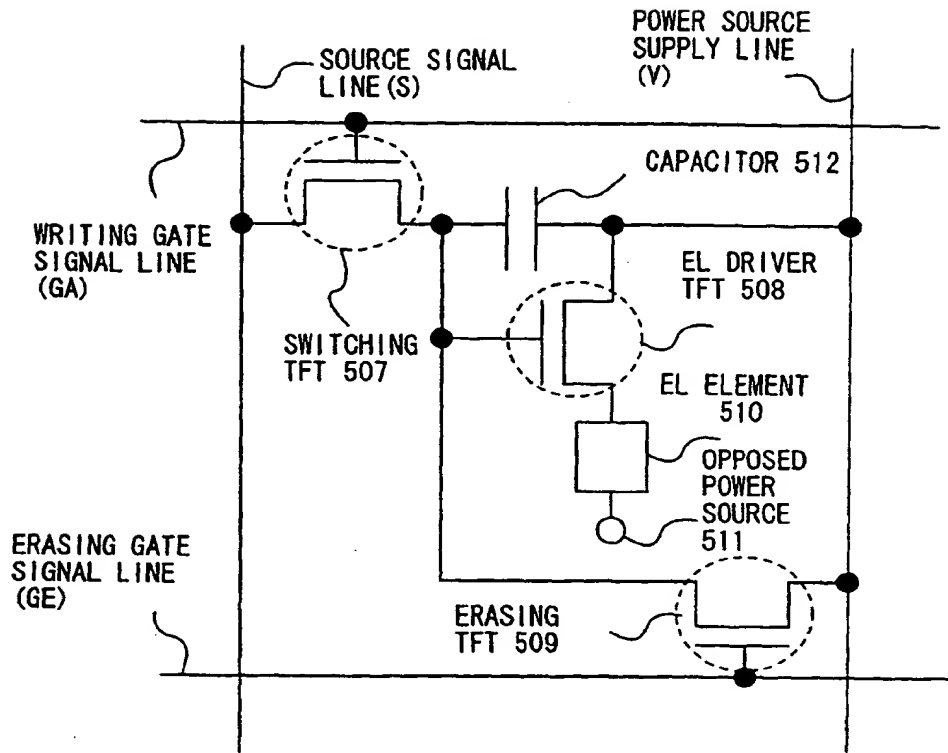 POWER SOURCE
SUPPLY LINE
(V)
SOURCE SIGNAL
LINE(S)
CAPACITOR 512
WRITING GATE
SIGNAL LINE
(GA)
EL DRIVER
TFT 508
SWITCHING
TFT 507
EL ELEMENT
510
OPPOSED
POWER
SOURCE
511
ERASING GATE
SIGNAL LINE
(GE)
ERASING
TFT 509